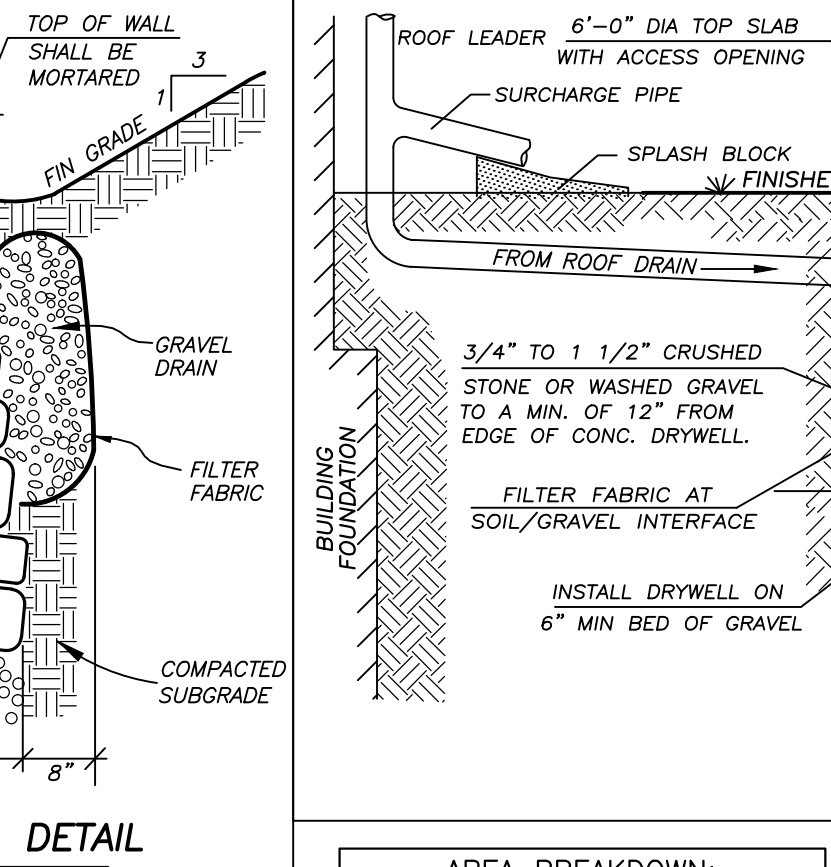 TOP OF WALL
SHALL BE
MORTARED
3
1
FIN GRADE
GRAVEL
DRAIN
FILTER
FABRIC
COMPACTED
SUBGRADE
8"
DETAIL
ROOF LEADER
6'-0" DIA TOP SLAB
WITH ACCESS OPENING
SURCHARGE PIPE
SPLASH BLOCK
FINISHE
FROM ROOF DRAIN
3/4" TO 1 1/2" CRUSHED
STONE OR WASHED GRAVEL
TO A MIN. OF 12" FROM
EDGE OF CONC. DRYWELL.
BUILDING
FOUNDATION
FILTER FABRIC AT
SOIL/GRAVEL INTERFACE
INSTALL DRYWELL ON
6" MIN BED OF GRAVEL
AREA BREAKDOWN: